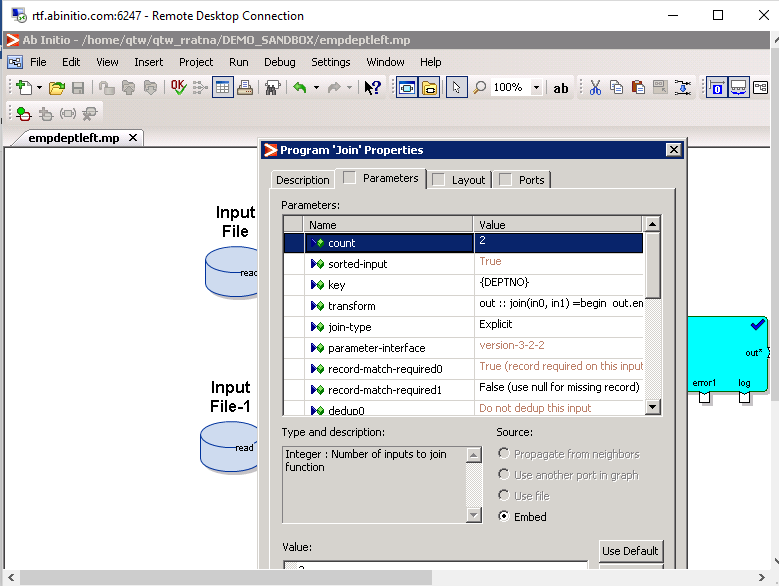 rtf.abinitio.com:6247 - Remote Desktop Connection
Ab Initio - /home/qtw/qtw_rratna/DEMO_SANDBOX/empdeptleft.mp
File Edit View Insert Project Run Debug Settings Window Help
OK 100% ab
empdeptleft.mp
Program 'Join' Properties
Description Parameters Layout Ports
Parameters:
Name Value
count 2
sorted-input True
key {DEPTNO}
transform out :: join(in0, in1) =begin out.en
join-type Explicit
parameter-interface version-3-2-2
record-match-required0 True (record required on this input
record-match-required1 False (use null for missing record)
dedup0 Do not dedup this input
Type and description:
Integer : Number of inputs to join
function
Source:
Propagate from neighbors
Use another port in graph
Use file
Embed
Value:
2
Use Default
Input
File
read
Input
File-1
read
out*
error1 log